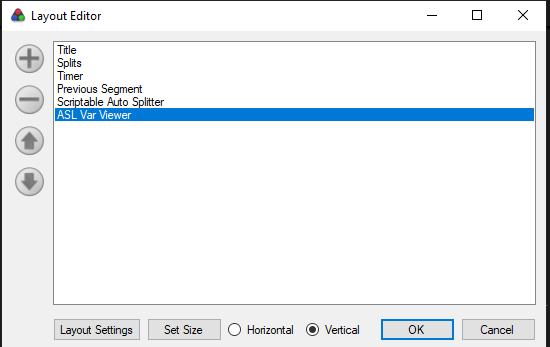 Layout Editor
Title
Splits
Timer
Previous Segment
Scriptable Auto Splitter
ASL Var Viewer
Layout Settings Set Size Horizontal Vertical OK Cancel